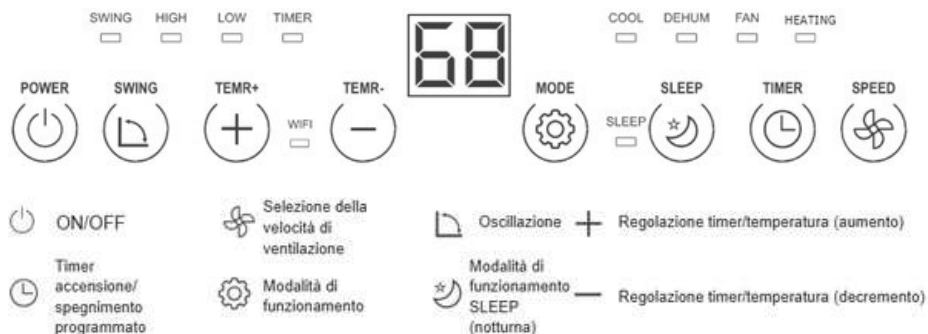 SWING HIGH LOW TIMER
68
COOL DEHUM FAN HEATING
POWER SWING TEMR+ TEMR- MODE SLEEP TIMER SPEED
WIFI
SLEEP
ON/OFF
Selezione della
velocità di
ventilazione
Oscillazione
Regolazione timer/temperatura (aumento)
Timer
accensione/
spegnimento
programmato
Modalità di
funzionamento
Modalità di
funzionamento
SLEEP
(notturna)
Regolazione timer/temperatura (decremento)